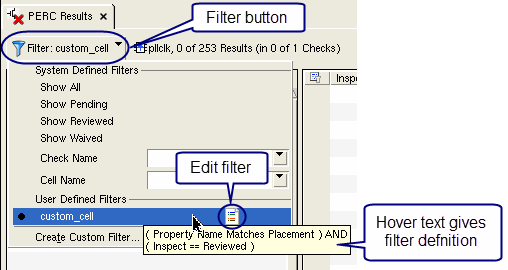 Filter button
PERC Results
Filter: custom_cell
pllclk, 0 of 253 Results (in 0 of 1 Checks)
System Defined Filters
Show All
Show Pending
Show Reviewed
Show Waived
Check Name
Cell Name
Inspe
Edit filter
User Defined Filters
custom_cell
Create Custom Filter...
( Property Name Matches Placement ) AND
( Inspect == Reviewed )
Hover text gives
filter defnition